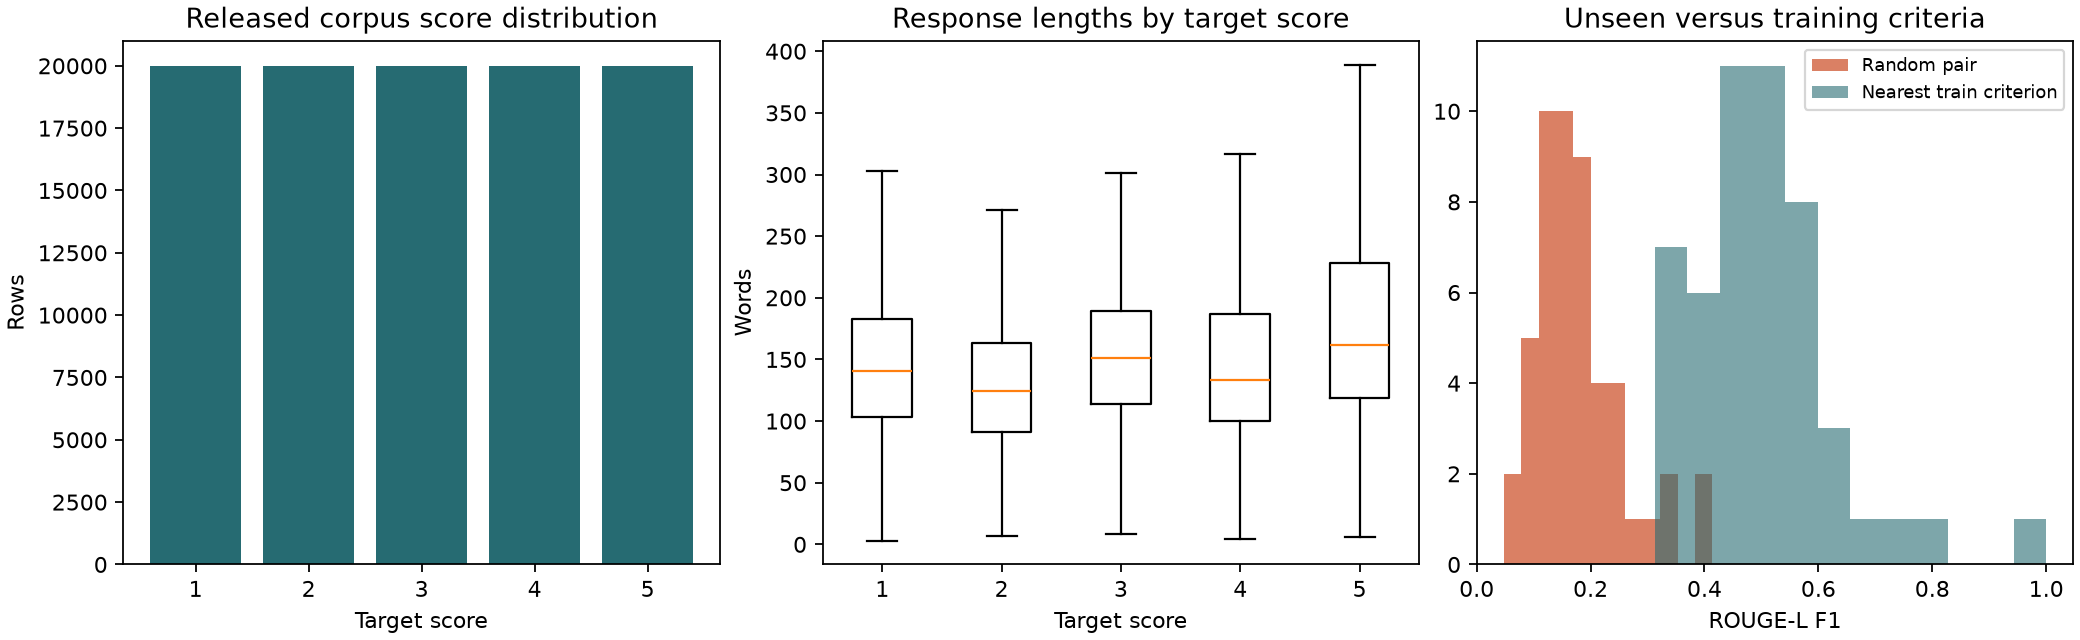 Released corpus score distribution
Rows
20000
17500
15000
12500
10000
7500
5000
2500
0
1 2 3 4 5
Target score
Response lengths by target score
Words
400
350
300
250
200
150
100
50
0
1 2 3 4 5
Target score
Unseen versus training criteria
Random pair
Nearest train criterion
10
8
6
4
2
0
0.0 0.2 0.4 0.6 0.8 1.0
ROUGE-L F1